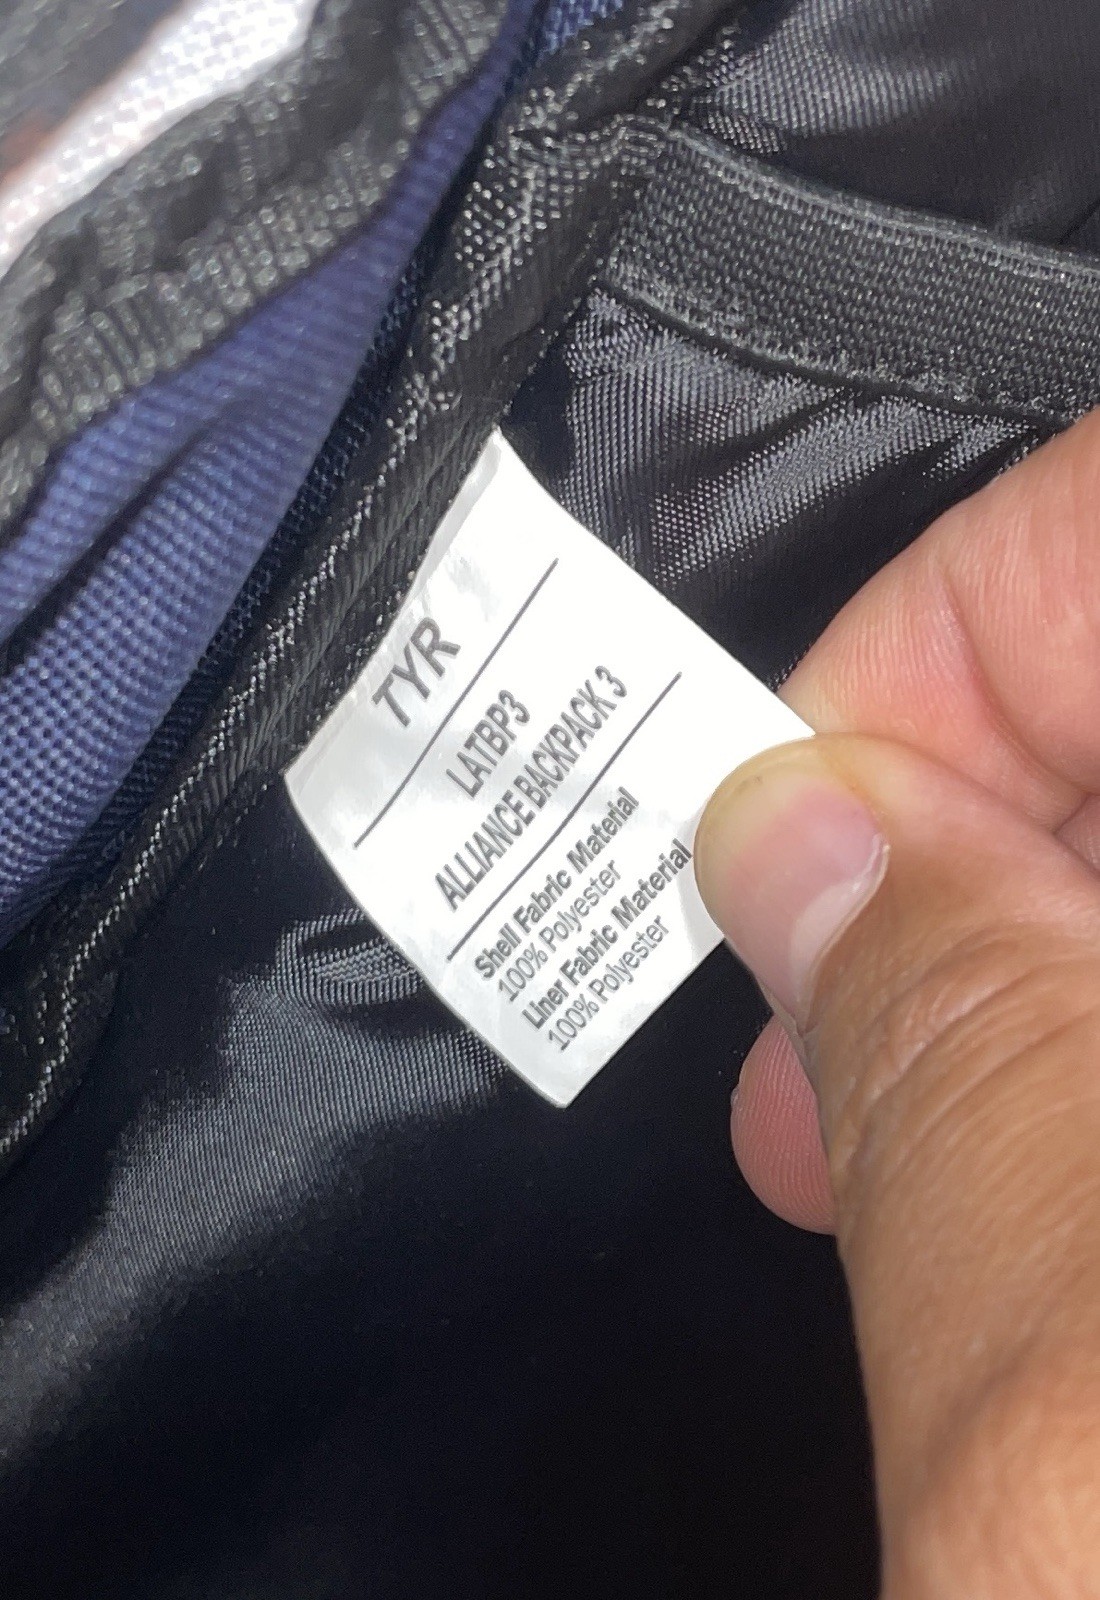 TYR
LATBP3
ALLIANCE BACKPACK 3
Shell Fabric Material
100% Polyester
Liner Fabric Material
100% Polyester